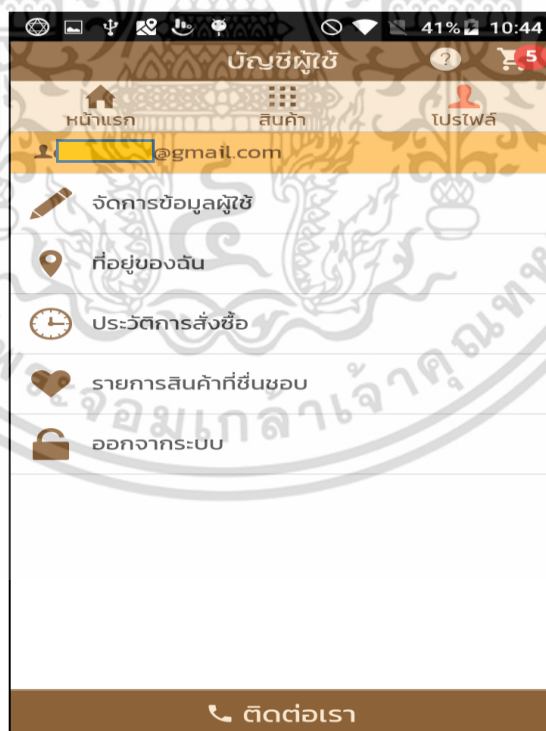 41% 10:44
บัญชีผู้ใช้ ? 5
หน้าแรก สินค้า โปรไฟล์
@gmail.com
จัดการข้อมูลผู้ใช้
ที่อยู่ของฉัน
ประวัติการสั่งซื้อ
รายการสินค้าที่ชื่นชอบ
ออกจากระบบ
ติดต่อเรา